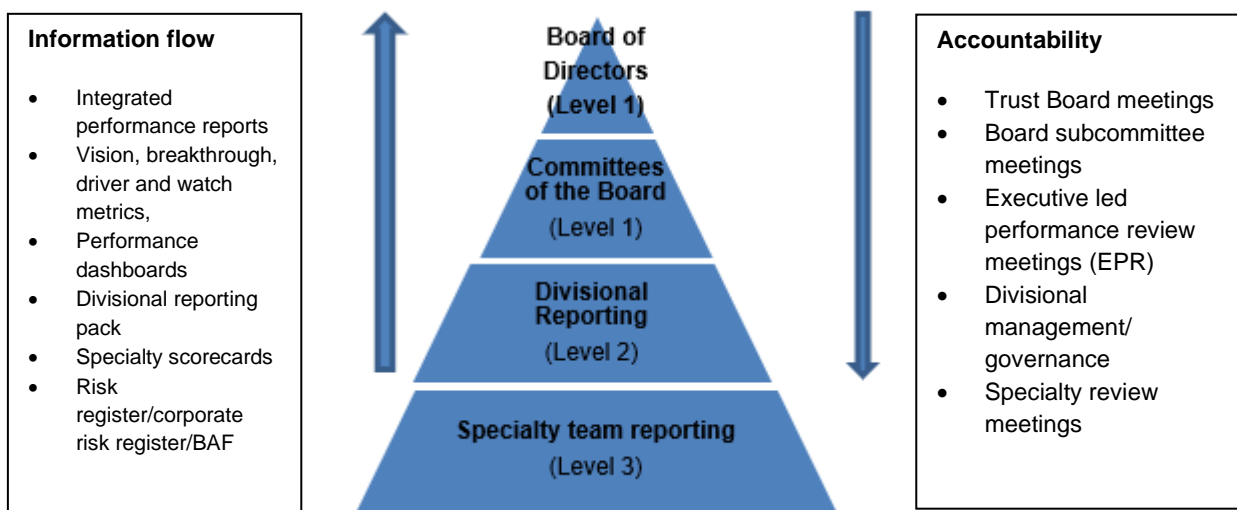 Information flow
• Integrated
performance reports
• Vision, breakthrough,
driver and watch
metrics,
• Performance
dashboards
• Divisional reporting
pack
• Specialty scorecards
• Risk
register/corporate
risk register/BAF
Board of
Directors
(Level 1)
Committees
of the Board
(Level 1)
Divisional
Reporting
(Level 2)
Specialty team reporting
(Level 3)
Accountability
• Trust Board meetings
• Board subcommittee
meetings
• Executive led
performance review
meetings (EPR)
• Divisional
management/
governance
• Specialty review
meetings